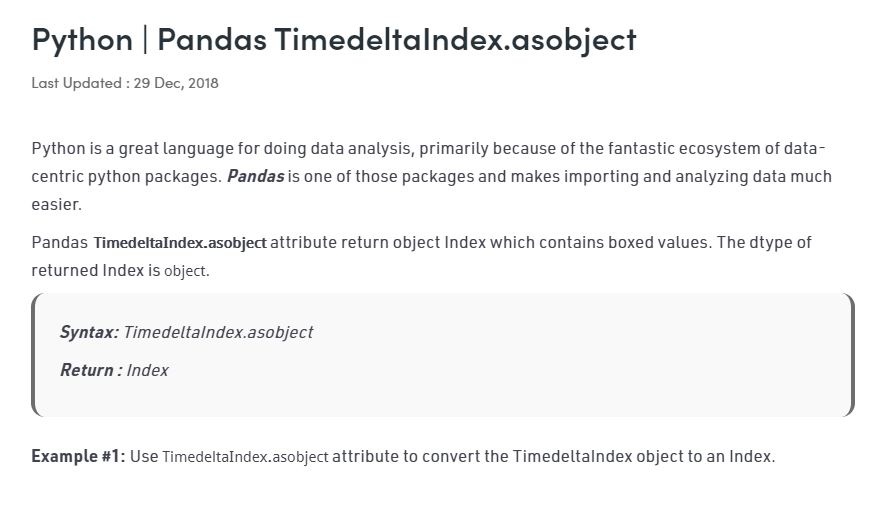 Python | Pandas TimedeltaIndex.asobject
Last Updated : 29 Dec, 2018
Python is a great language for doing data analysis, primarily because of the fantastic ecosystem of data-
centric python packages. Pandas is one of those packages and makes importing and analyzing data much
easier.
Pandas TimedeltaIndex.asobject attribute return object Index which contains boxed values. The dtype of
returned Index is object.
Syntax: TimedeltaIndex.asobject
Return : Index
Example #1: Use TimedeltaIndex.asobject attribute to convert the TimedeltaIndex object to an Index.